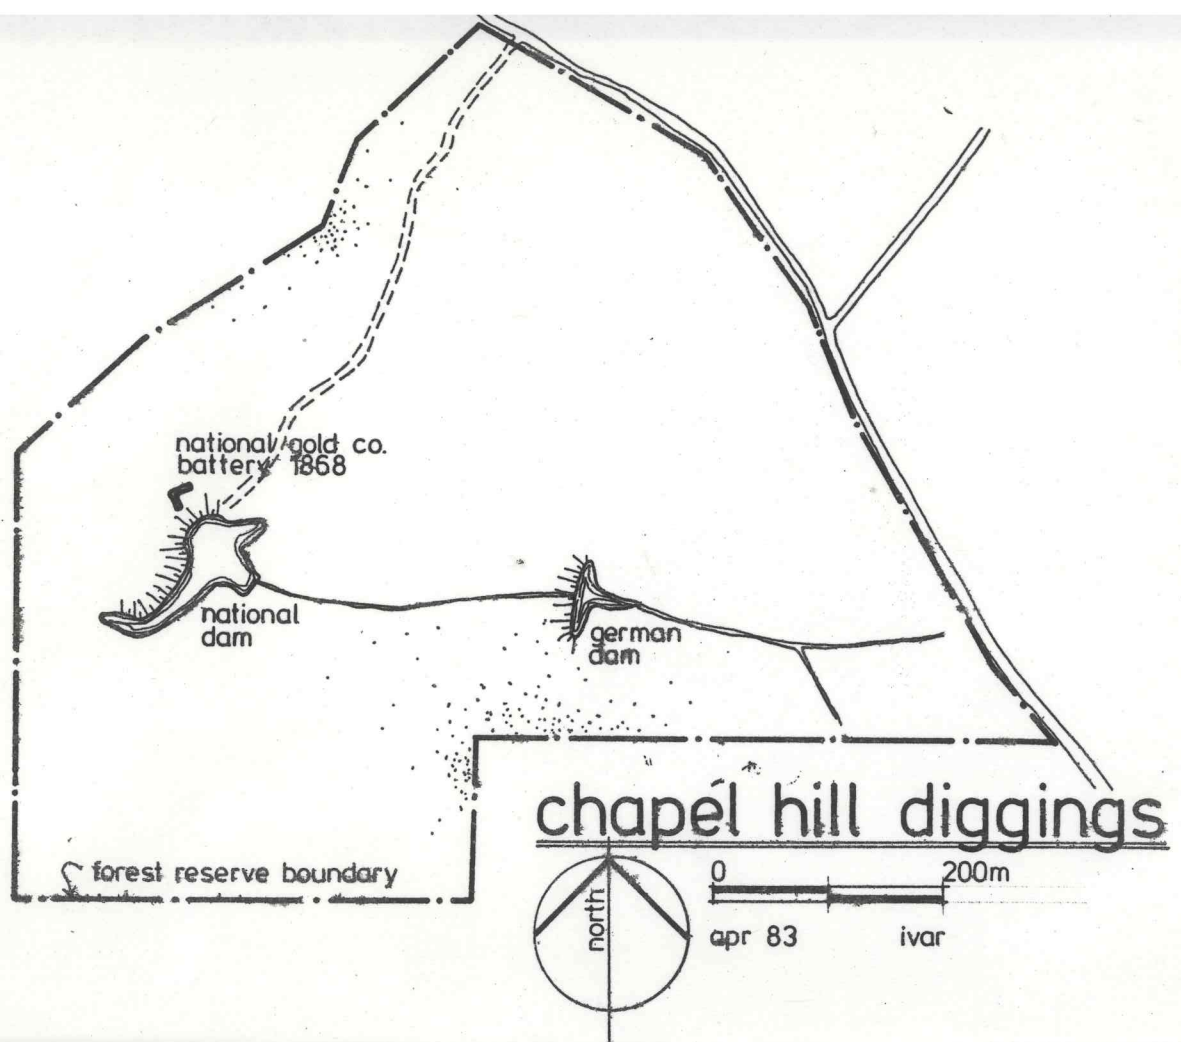 national gold co.
battery 1868
national
dam
german
dam
forest reserve boundary
chapel hill diggings
north
0 200m
apr 83 ivar